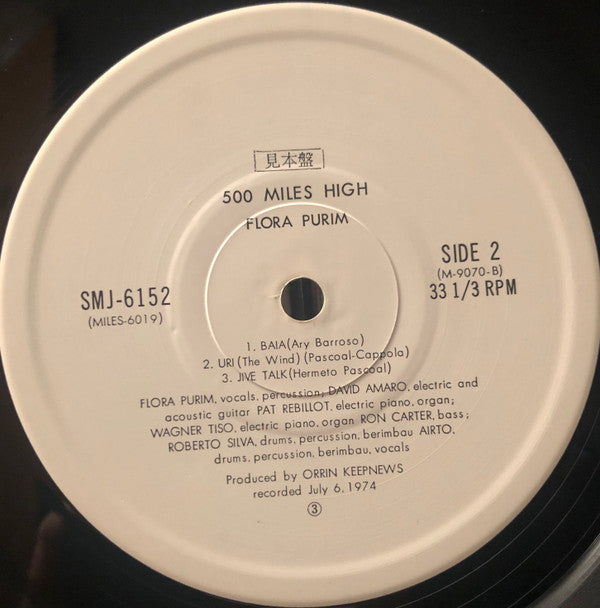 見本盤
500 MILES HIGH
FLORA PURIM
SMJ-6152
(MILES-6019)
SIDE 2
(M-9070-B)
33 1/3 RPM
1. BAIA(Ary Barroso)
2. URI(The Wind) (Pascoal-Cappola)
3. JIVE TALK(Hermeto Pascoal)
FLORA PURIM, vocals, percussion; DAVID AMARO, electric and
acoustic guitar PAT REBILLOT, electric piano, organ;
WAGNER TISO, electric piano, organ RON CARTER, bass;
ROBERTO SILVA, drums, percussion, berimbau AIRTO,
drums, percussion, berimbau, vocals
Produced by ORRIN KEEPNEWS
recorded July 6, 1974
③